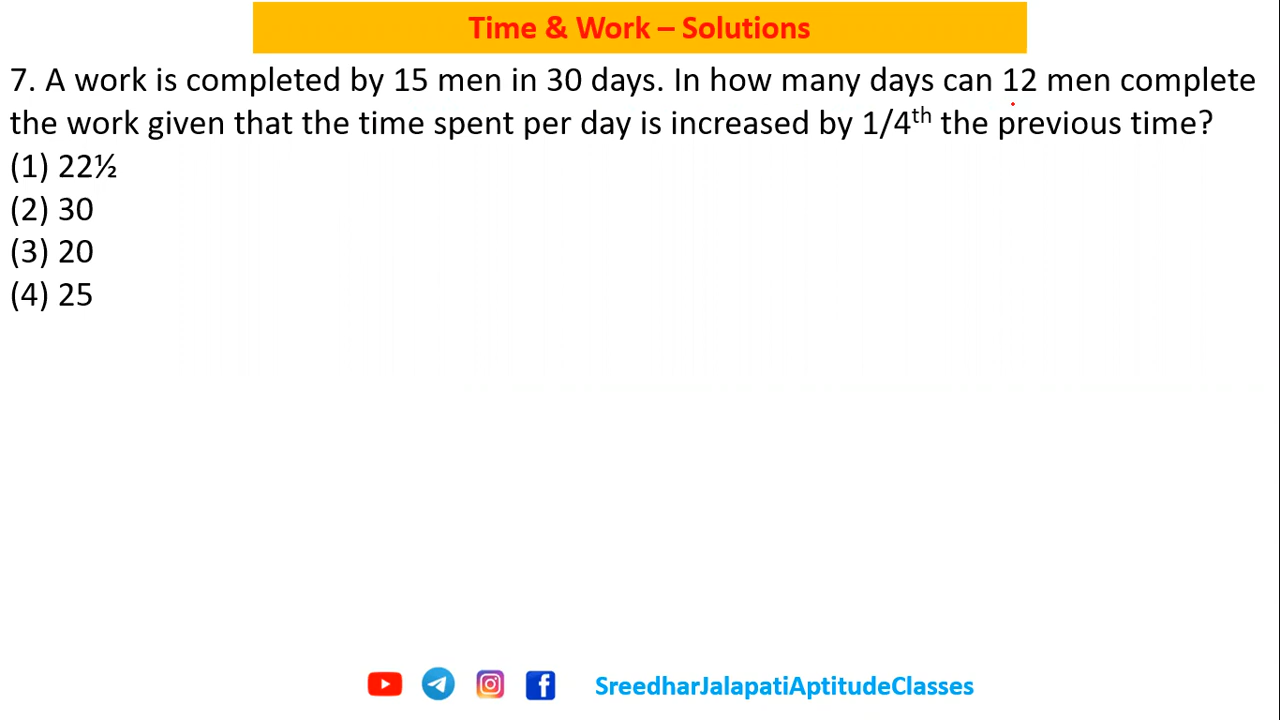 Time & Work – Solutions
7. A work is completed by 15 men in 30 days. In how many days can 12 men complete
the work given that the time spent per day is increased by 1/4th the previous time?
(1) 22½
(2) 30
(3) 20
(4) 25
SreedharJalapatiAptitudeClasses